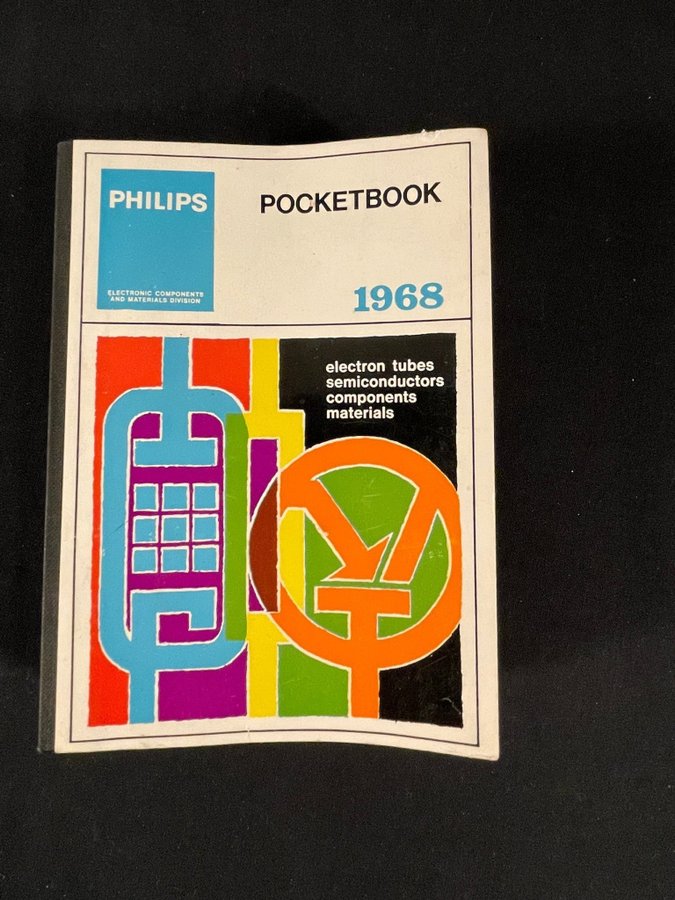 PHILIPS
ELECTRONIC COMPONENTS
AND MATERIALS DIVISION
POCKETBOOK
1968
electron tubes
semiconductors
components
materials